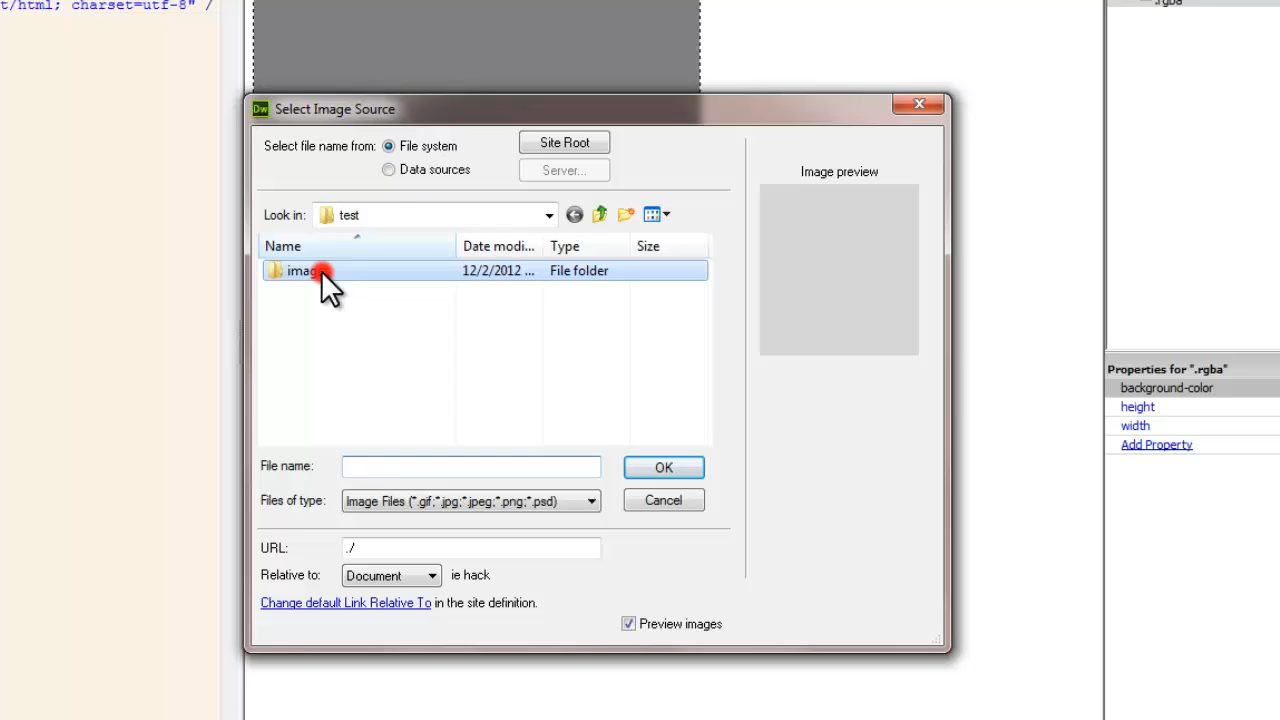 t/html; charset=utf-8" /
.rgba
Dw Select Image Source
Select file name from: File system
Site Root
Data sources
Server...
Image preview
Look in: test
Name Date modi... Type Size
12/2/2012 ... File folder
File name:
OK
Files of type: Image Files (*.gif;*.jpg;*.jpeg;*.png;*.psd)
Cancel
URL: ./
Relative to: Document ie hack
Change default Link Relative To in the site definition.
Preview images
Properties for ".rgba"
background-color
height
width
Add Property